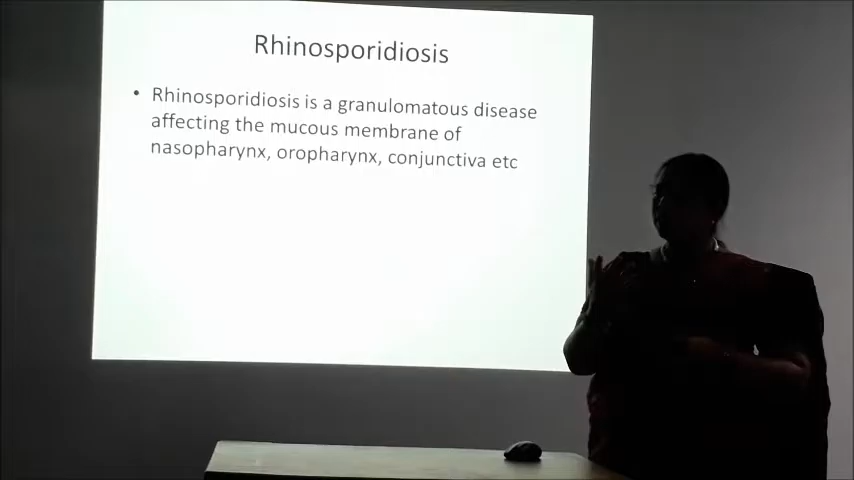 Rhinosporidiosis
• Rhinosporidiosis is a granulomatous disease
affecting the mucous membrane of
nasopharynx, oropharynx, conjunctiva etc